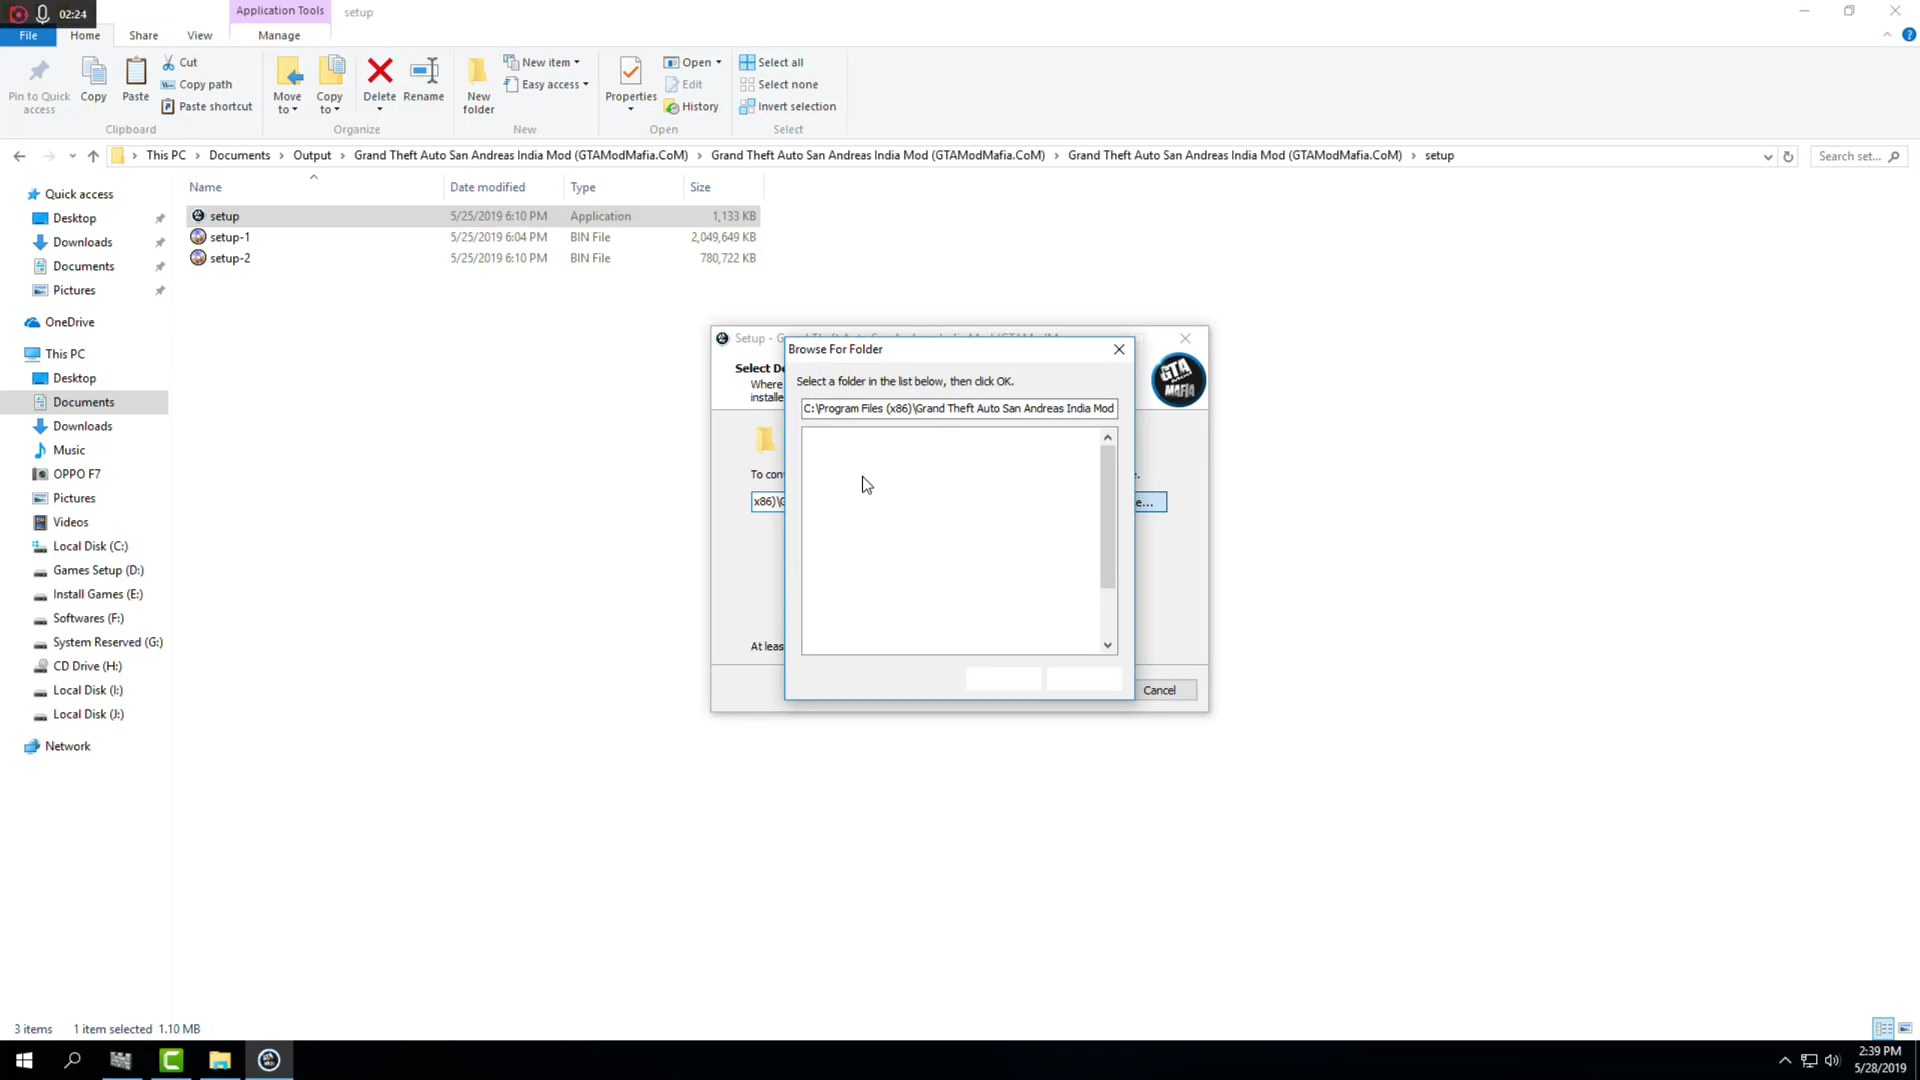 02:24
Application Tools
setup
File
Home
Share
View
Manage
Pin to Quick access
Copy
Paste
Cut
Copy path
Paste shortcut
Clipboard
Move to
Copy to
Delete
Rename
Organize
New folder
New item
Easy access
New
Properties
Open
Edit
History
Open
Select all
Select none
Invert selection
Select
This PC
Documents
Output
Grand Theft Auto San Andreas India Mod (GTAModMafia.CoM)
Grand Theft Auto San Andreas India Mod (GTAModMafia.CoM)
Grand Theft Auto San Andreas India Mod (GTAModMafia.CoM)
setup
Search set...
Name
Date modified
Type
Size
setup 5/25/2019 6:10 PM Application 1,133 KB
setup-1 5/25/2019 6:04 PM BIN File 2,049,649 KB
setup-2 5/25/2019 6:10 PM BIN File 780,722 KB
Quick access
Desktop
Downloads
Documents
Pictures
OneDrive
This PC
Desktop
Documents
Downloads
Music
OPPO F7
Pictures
Videos
Local Disk (C:)
Games Setup (D:)
Install Games (E:)
Softwares (F:)
System Reserved (G:)
CD Drive (H:)
Local Disk (I:)
Local Disk (J:)
Network
Setup - G
Select De
Where
installe
GTA
MAFIA
To con
x86)\G
e...
At leas
Cancel
Browse For Folder
Select a folder in the list below, then click OK.
C:\Program Files (x86)\Grand Theft Auto San Andreas India Mod
3 items
1 item selected 1.10 MB
2:39 PM
5/28/2019